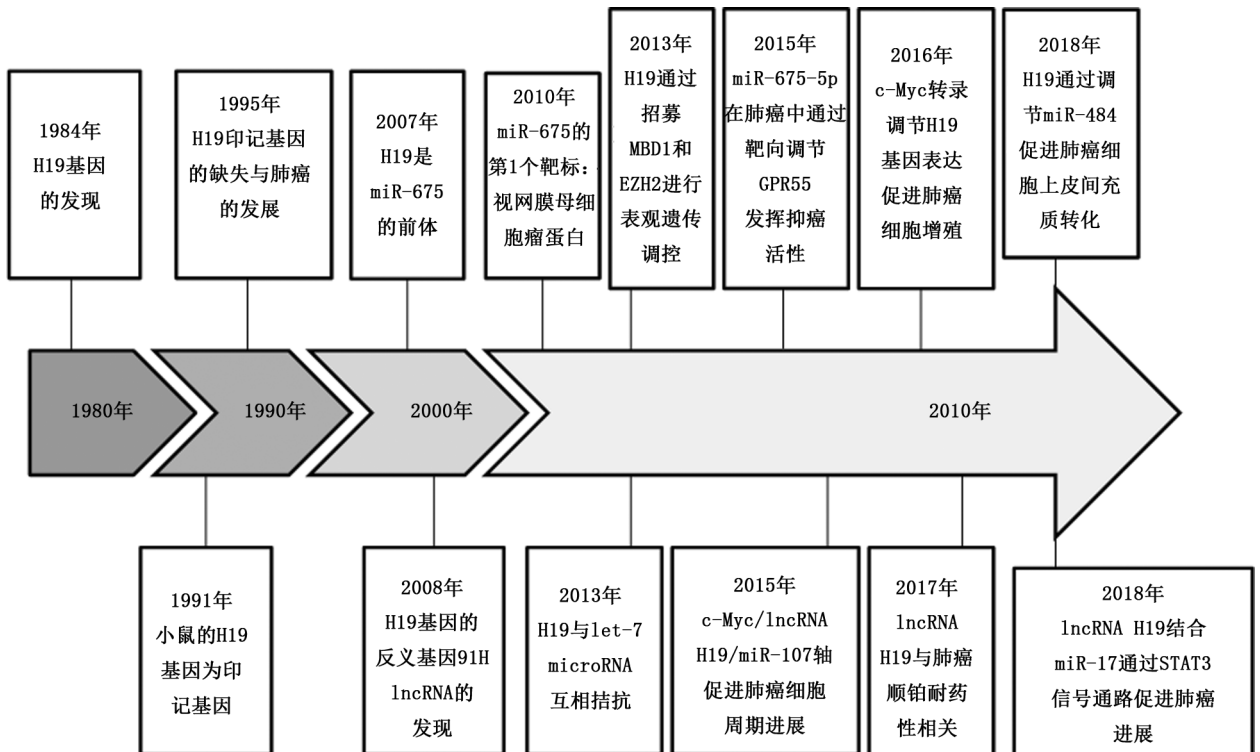 1984年
H19基因
的发现
1995年
H19印记基因
的缺失与肺癌
的发展
2007年
H19是
miR-675
的前体
2010年
miR-675的
第1个靶标：
视网膜母细
胞瘤蛋白
2013年
H19通过
招募
MBD1和
EZH2进行
表观遗传
调控
2015年
miR-675-5p
在肺癌中通过
靶向调节
GPR55
发挥抑癌
活性
2016年
c-Myc转录
调节H19
基因表达
促进肺癌
细胞增殖
2018年
H19通过调
节miR-484
促进肺癌细
胞上皮间充
质转化
1980年
1990年
2000年
2010年
1991年
小鼠的H19
基因为印
记基因
2008年
H19基因的
反义基因91H
lncRNA的
发现
2013年
H19与let-7
microRNA
互相拮抗
2015年
c-Myc/lncRNA
H19/miR-107轴
促进肺癌细胞
周期进展
2017年
lncRNA
H19与肺癌
顺铂耐药
性相关
2018年
lncRNA H19结合
miR-17通过STAT3
信号通路促进肺癌
进展